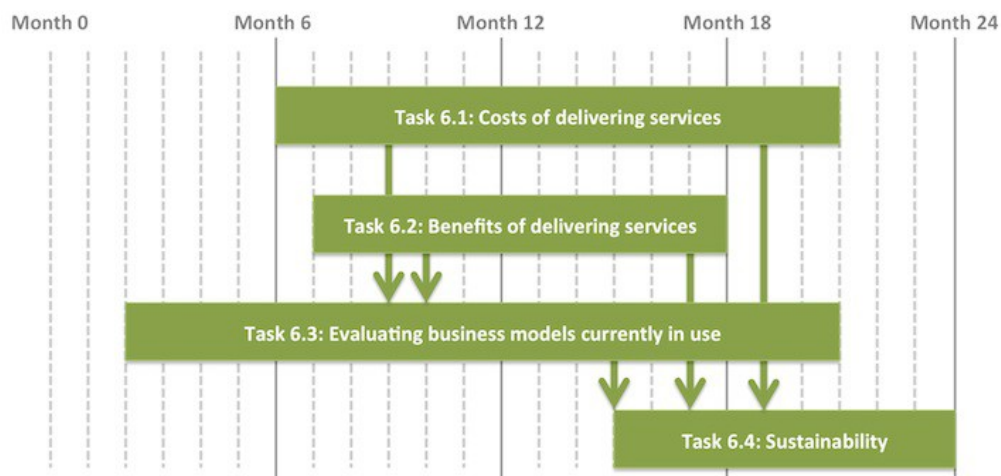 Month 0 Month 6 Month 12 Month 18 Month 24
Task 6.1: Costs of delivering services
Task 6.2: Benefits of delivering services
Task 6.3: Evaluating business models currently in use
Task 6.4: Sustainability